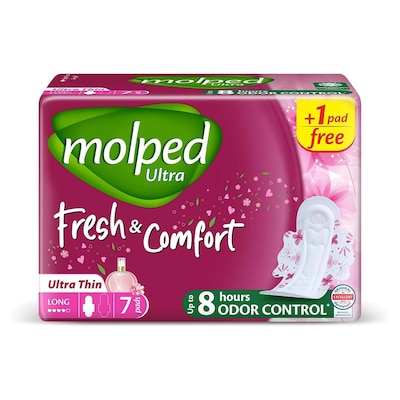 Up to 8 hours ODOR CONTROL*
molped
Ultra
+1 pad
free
Fresh & Comfort
Ultra Thin
LONG
7 pads
Up to 8 hours
ODOR CONTROL*
EXCELLENT